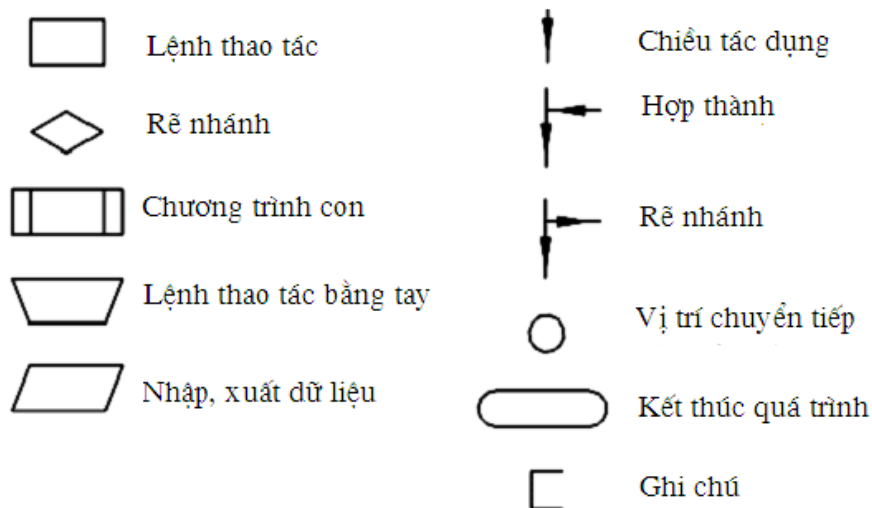 Lệnh thao tác
Rẽ nhánh
Chương trình con
Lệnh thao tác bằng tay
Nhập, xuất dữ liệu
Chiều tác dụng
Hợp thành
Rẽ nhánh
Vị trí chuyển tiếp
Kết thúc quá trình
Ghi chú